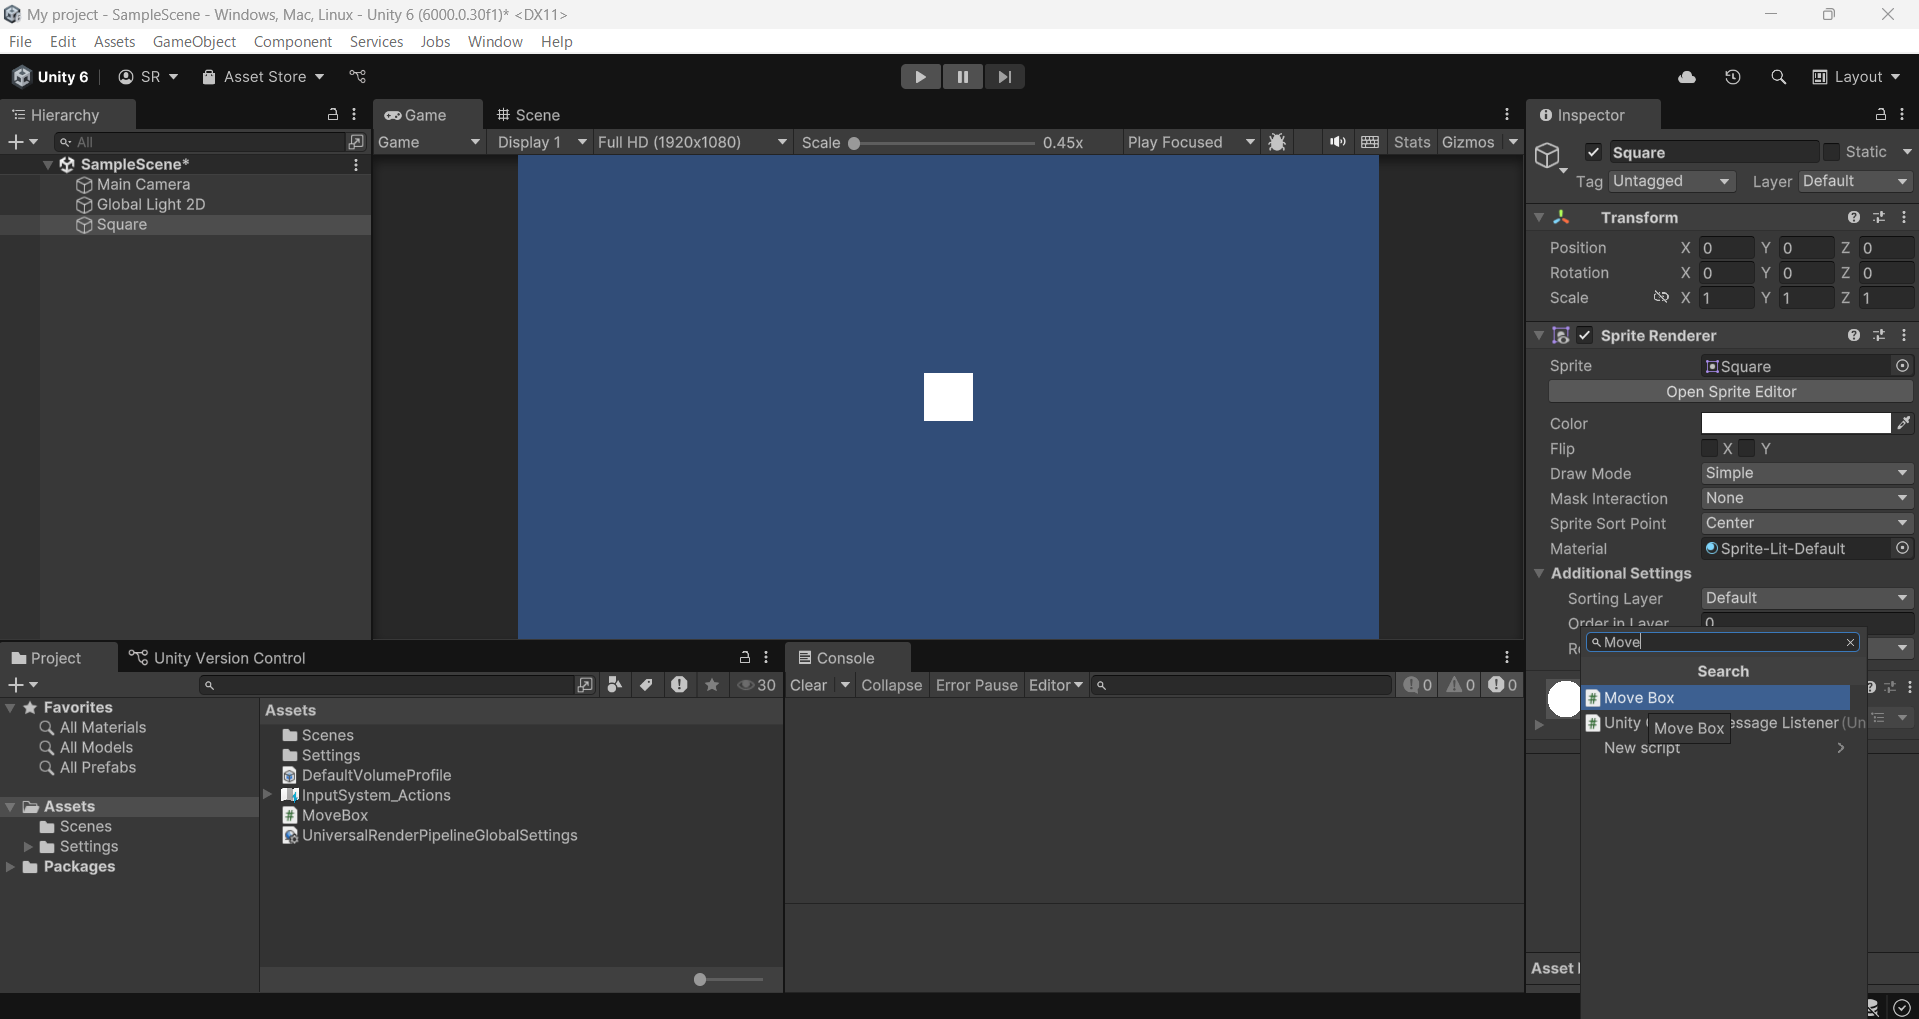 My project - SampleScene - Windows, Mac, Linux - Unity 6 (6000.0.30f1)* <DX11>
File Edit Assets GameObject Component Services Jobs Window Help
Unity 6 SR Asset Store Layout
Hierarchy
All
SampleScene*
Main Camera
Global Light 2D
Square
Game Scene
Game Display 1 Full HD (1920x1080) Scale 0.45x Play Focused Stats Gizmos
Inspector
Square Static
Tag Untagged Layer Default
Transform
Position X 0 Y 0 Z 0
Rotation X 0 Y 0 Z 0
Scale X 1 Y 1 Z 1
Sprite Renderer
Sprite Square
Open Sprite Editor
Color
Flip X Y
Draw Mode Simple
Mask Interaction None
Sprite Sort Point Center
Material Sprite-Lit-Default
Additional Settings
Sorting Layer Default
Order in Layer 0
Move
Search
Move Box
Unity essage Listener (Un
Move Box
New script
Asset
Project Unity Version Control
30
Favorites
All Materials
All Models
All Prefabs
Assets
Scenes
Settings
Packages
Assets
Scenes
Settings
DefaultVolumeProfile
InputSystem_Actions
MoveBox
UniversalRenderPipelineGlobalSettings
Console
Clear Collapse Error Pause Editor 0 0 0